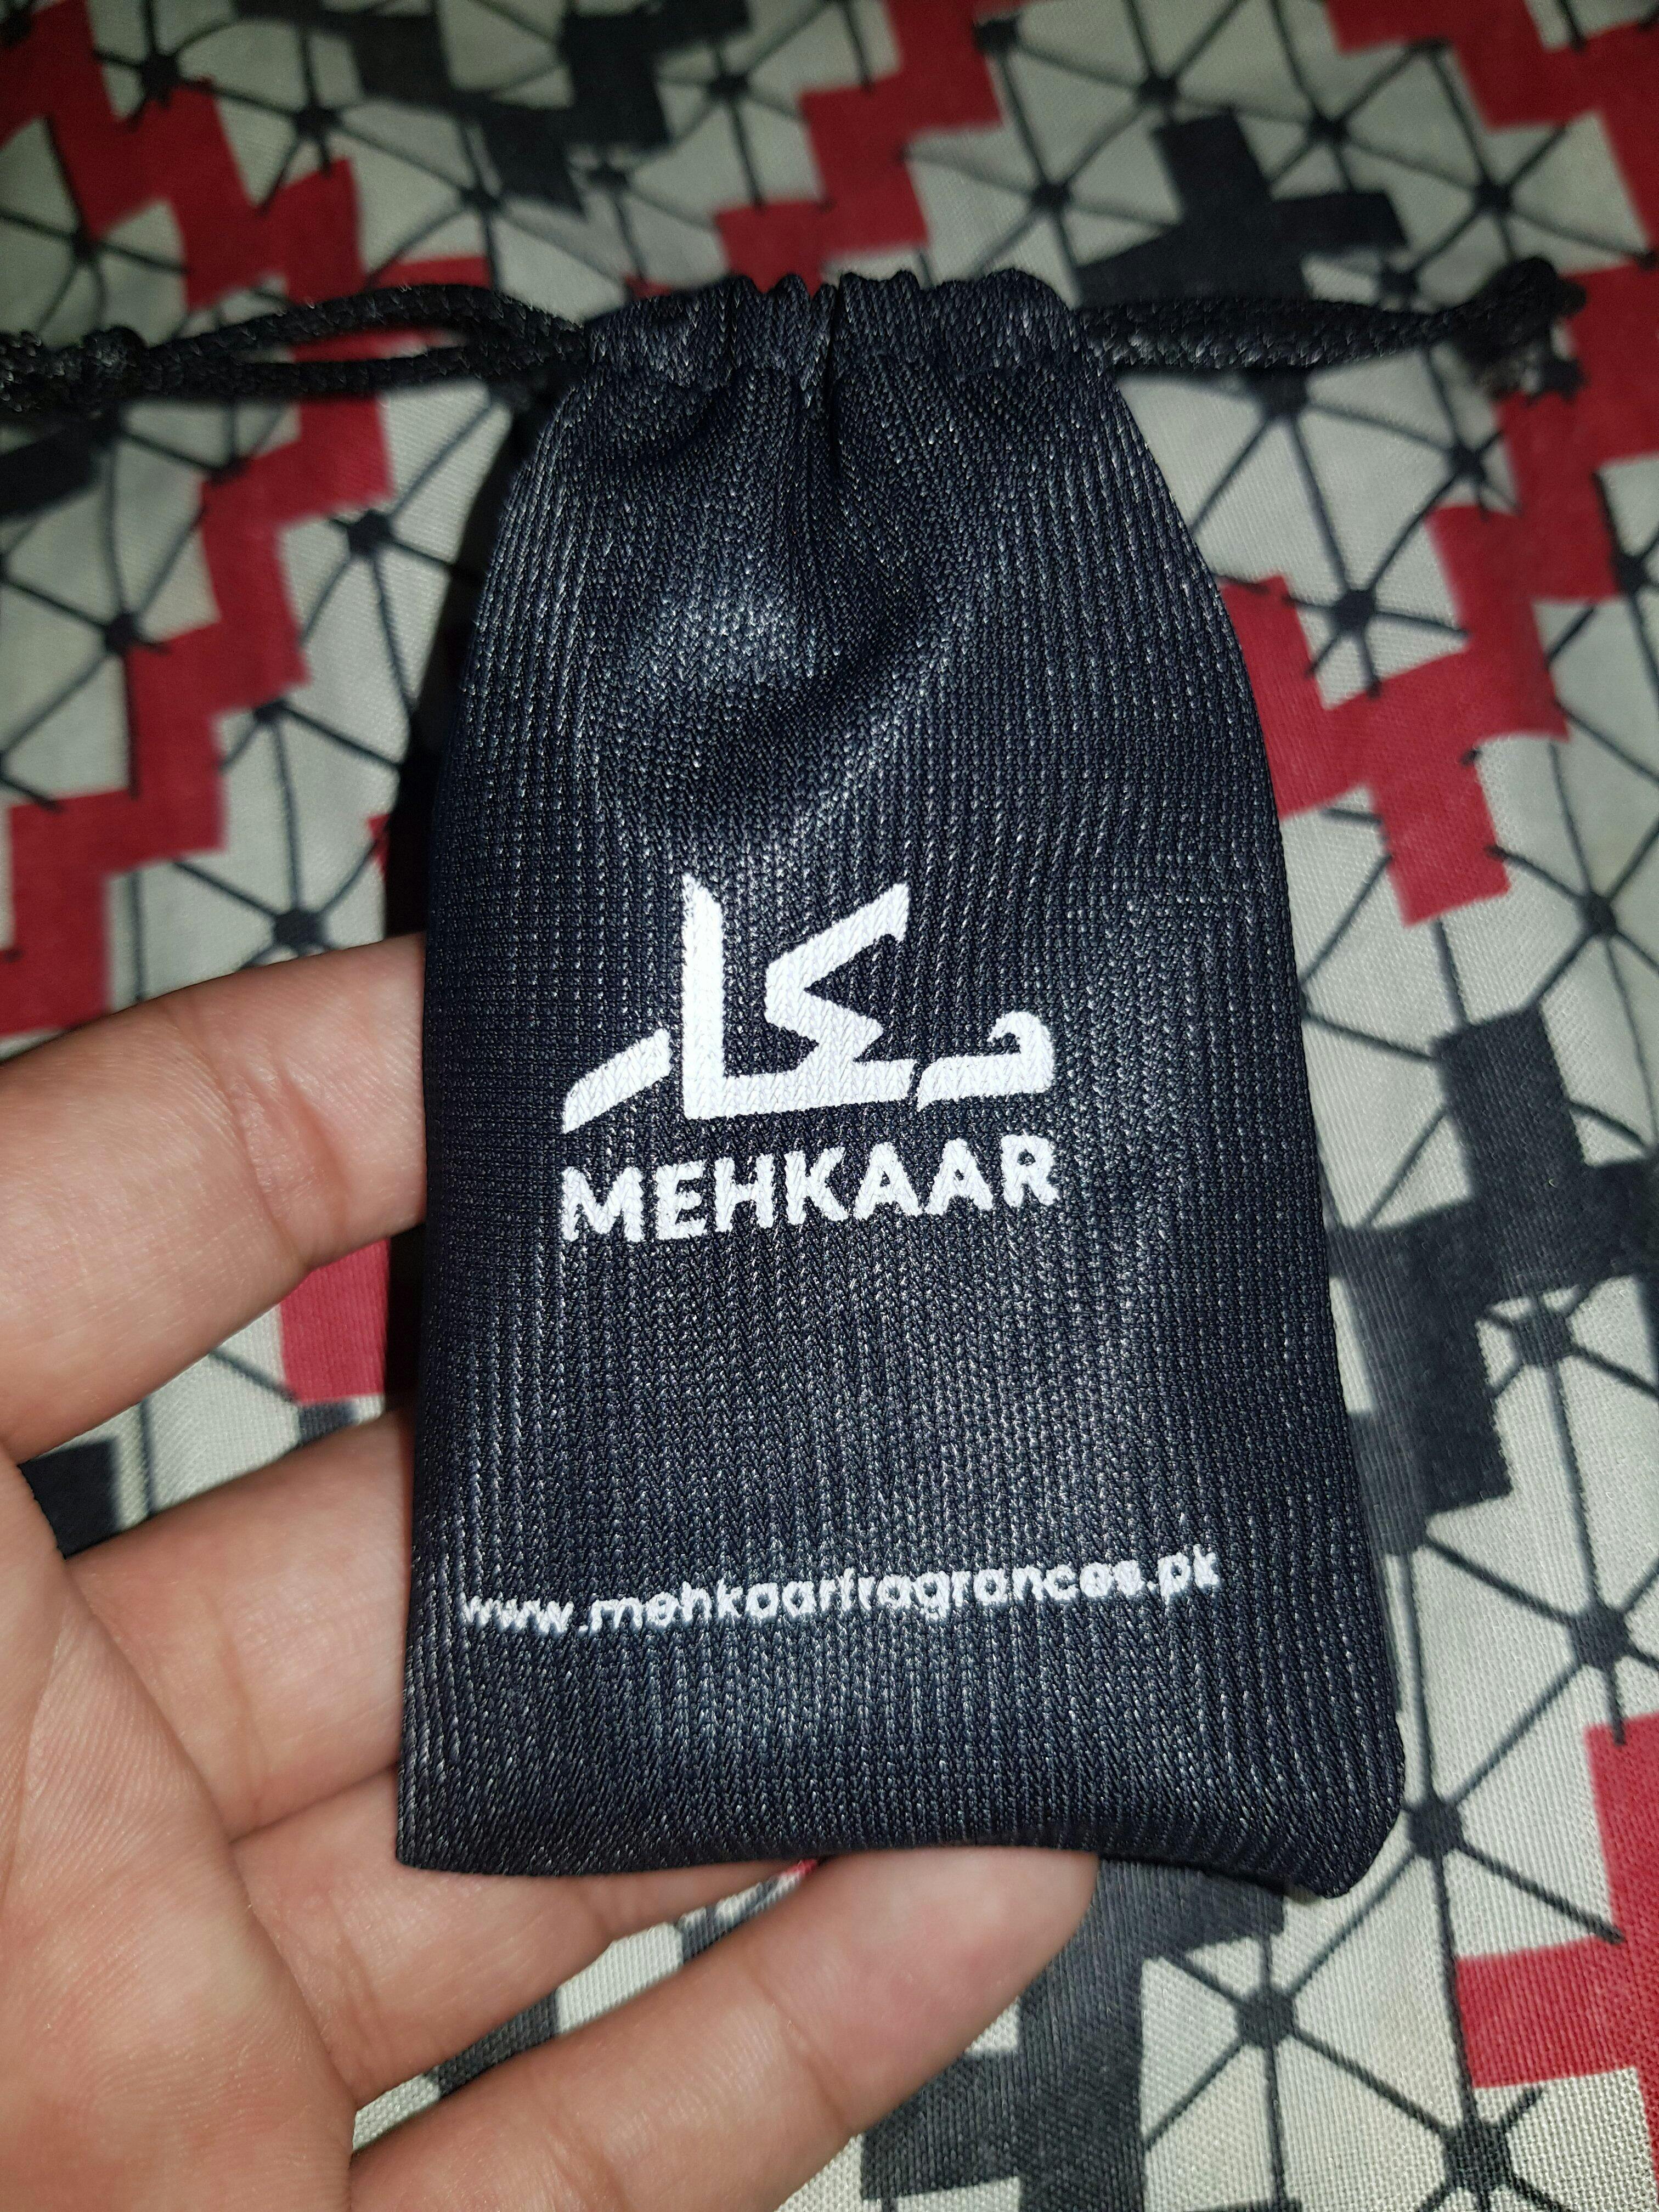 مہکار
MEHKAAR
www.mehkaarfragrances.pk